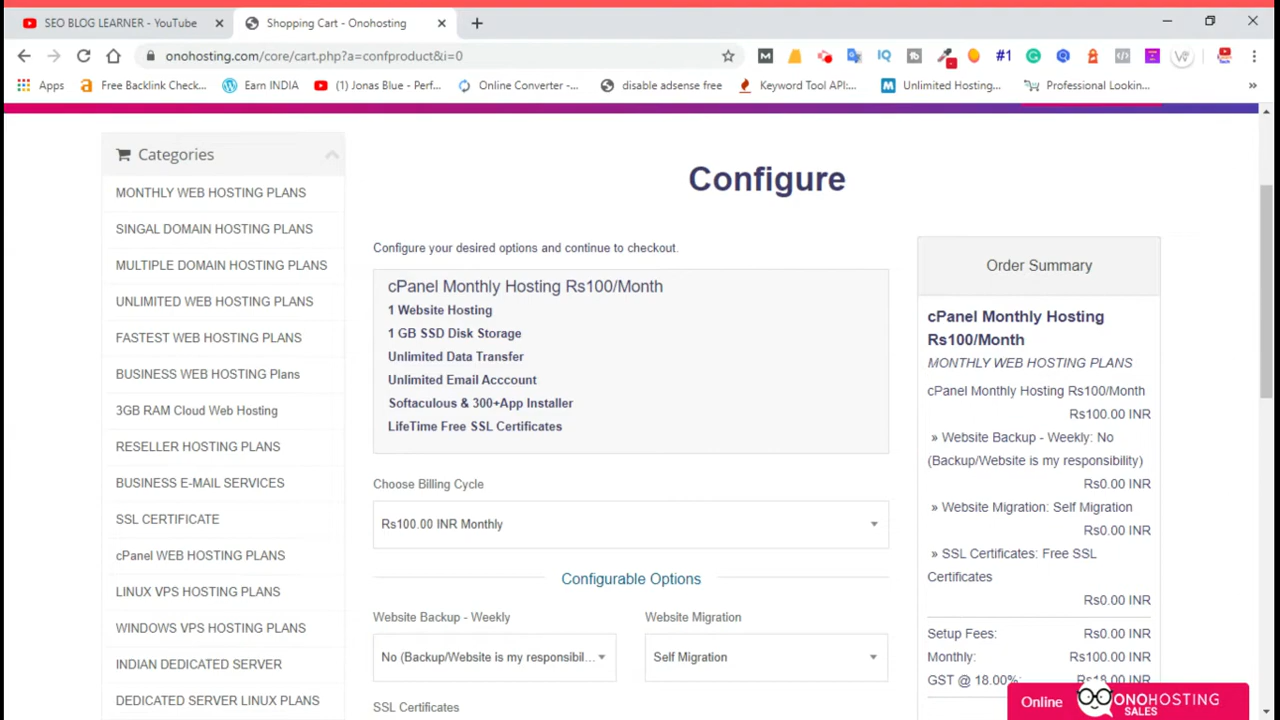 SEO BLOG LEARNER - YouTube
Shopping Cart - Onohosting
onohosting.com/core/cart.php?a=confproduct&i=0
Apps
Free Backlink Check...
Earn INDIA
(1) Jonas Blue - Perf...
Online Converter -...
disable adsense free
Keyword Tool API:...
Unlimited Hosting...
Professional Lookin...
Categories
MONTHLY WEB HOSTING PLANS
SINGAL DOMAIN HOSTING PLANS
MULTIPLE DOMAIN HOSTING PLANS
UNLIMITED WEB HOSTING PLANS
FASTEST WEB HOSTING PLANS
BUSINESS WEB HOSTING Plans
3GB RAM Cloud Web Hosting
RESELLER HOSTING PLANS
BUSINESS E-MAIL SERVICES
SSL CERTIFICATE
cPanel WEB HOSTING PLANS
LINUX VPS HOSTING PLANS
WINDOWS VPS HOSTING PLANS
INDIAN DEDICATED SERVER
DEDICATED SERVER LINUX PLANS
Configure
Configure your desired options and continue to checkout.
cPanel Monthly Hosting Rs100/Month
1 Website Hosting
1 GB SSD Disk Storage
Unlimited Data Transfer
Unlimited Email Acccount
Softaculous & 300+App Installer
LifeTime Free SSL Certificates
Choose Billing Cycle
Rs100.00 INR Monthly
Configurable Options
Website Backup - Weekly
No (Backup/Website is my responsibil...
Website Migration
Self Migration
SSL Certificates
Order Summary
cPanel Monthly Hosting
Rs100/Month
MONTHLY WEB HOSTING PLANS
cPanel Monthly Hosting Rs100/Month
Rs100.00 INR
» Website Backup - Weekly: No
(Backup/Website is my responsibility)
Rs0.00 INR
» Website Migration: Self Migration
Rs0.00 INR
» SSL Certificates: Free SSL
Certificates
Rs0.00 INR
Setup Fees: Rs0.00 INR
Monthly: Rs100.00 INR
GST @ 18.00%: Rs18.00 INR
Online
ONOHOSTING
SALES